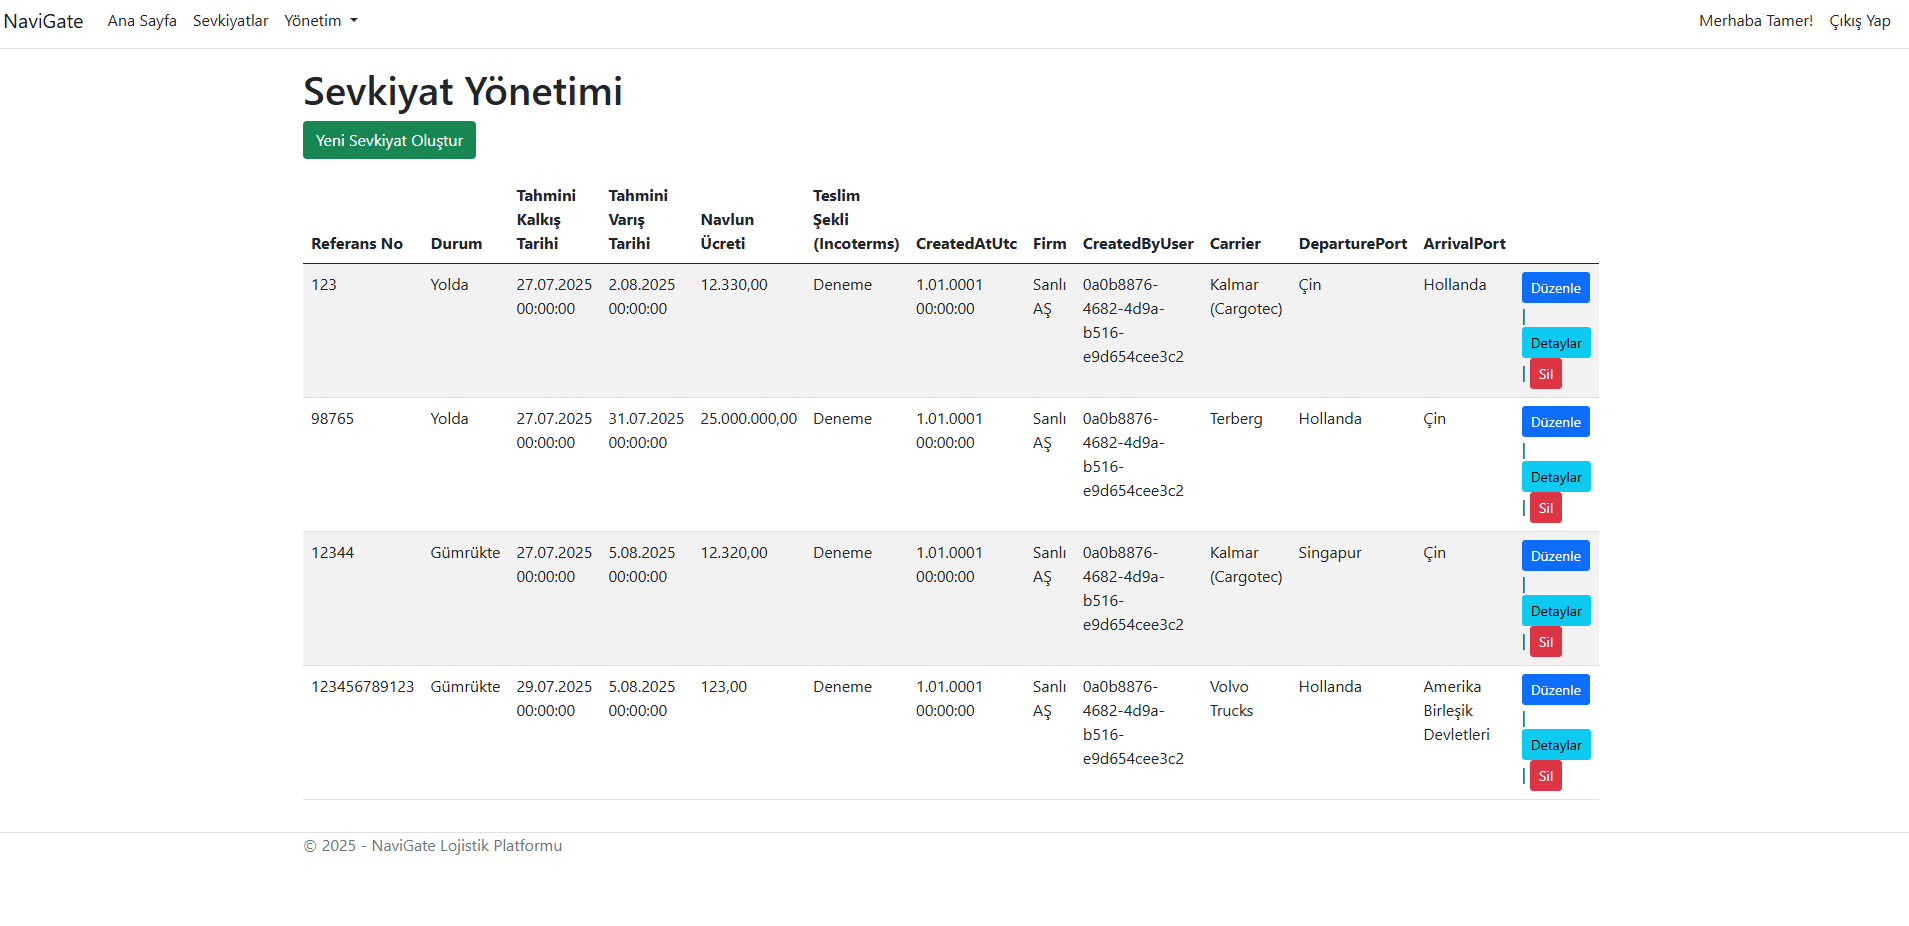 NaviGate Ana Sayfa Sevkiyatlar Yönetim Merhaba Tamer! Çıkış Yap
Sevkiyat Yönetimi
Yeni Sevkiyat Oluştur
Referans No
Durum
Tahmini
Kalkış
Tarihi
Tahmini
Varış
Tarihi
Navlun
Ücreti
Teslim
Şekli
(Incoterms)
CreatedAtUtc
Firm
CreatedByUser
Carrier
DeparturePort
ArrivalPort
123
Yolda
27.07.2025
00:00:00
2.08.2025
00:00:00
12.330,00
Deneme
1.01.0001
00:00:00
Sanlı
AŞ
0a0b8876-
4682-4d9a-
b516-
e9d654cee3c2
Kalmar
(Cargotec)
Çin
Hollanda
Düzenle
|
Detaylar
| Sil
98765
Yolda
27.07.2025
00:00:00
31.07.2025
00:00:00
25.000.000,00
Deneme
1.01.0001
00:00:00
Sanlı
AŞ
0a0b8876-
4682-4d9a-
b516-
e9d654cee3c2
Terberg
Hollanda
Çin
Düzenle
|
Detaylar
| Sil
12344
Gümrükte
27.07.2025
00:00:00
5.08.2025
00:00:00
12.320,00
Deneme
1.01.0001
00:00:00
Sanlı
AŞ
0a0b8876-
4682-4d9a-
b516-
e9d654cee3c2
Kalmar
(Cargotec)
Singapur
Çin
Düzenle
|
Detaylar
| Sil
123456789123
Gümrükte
29.07.2025
00:00:00
5.08.2025
00:00:00
123,00
Deneme
1.01.0001
00:00:00
Sanlı
AŞ
0a0b8876-
4682-4d9a-
b516-
e9d654cee3c2
Volvo
Trucks
Hollanda
Amerika
Birleşik
Devletleri
Düzenle
|
Detaylar
| Sil
© 2025 - NaviGate Lojistik Platformu